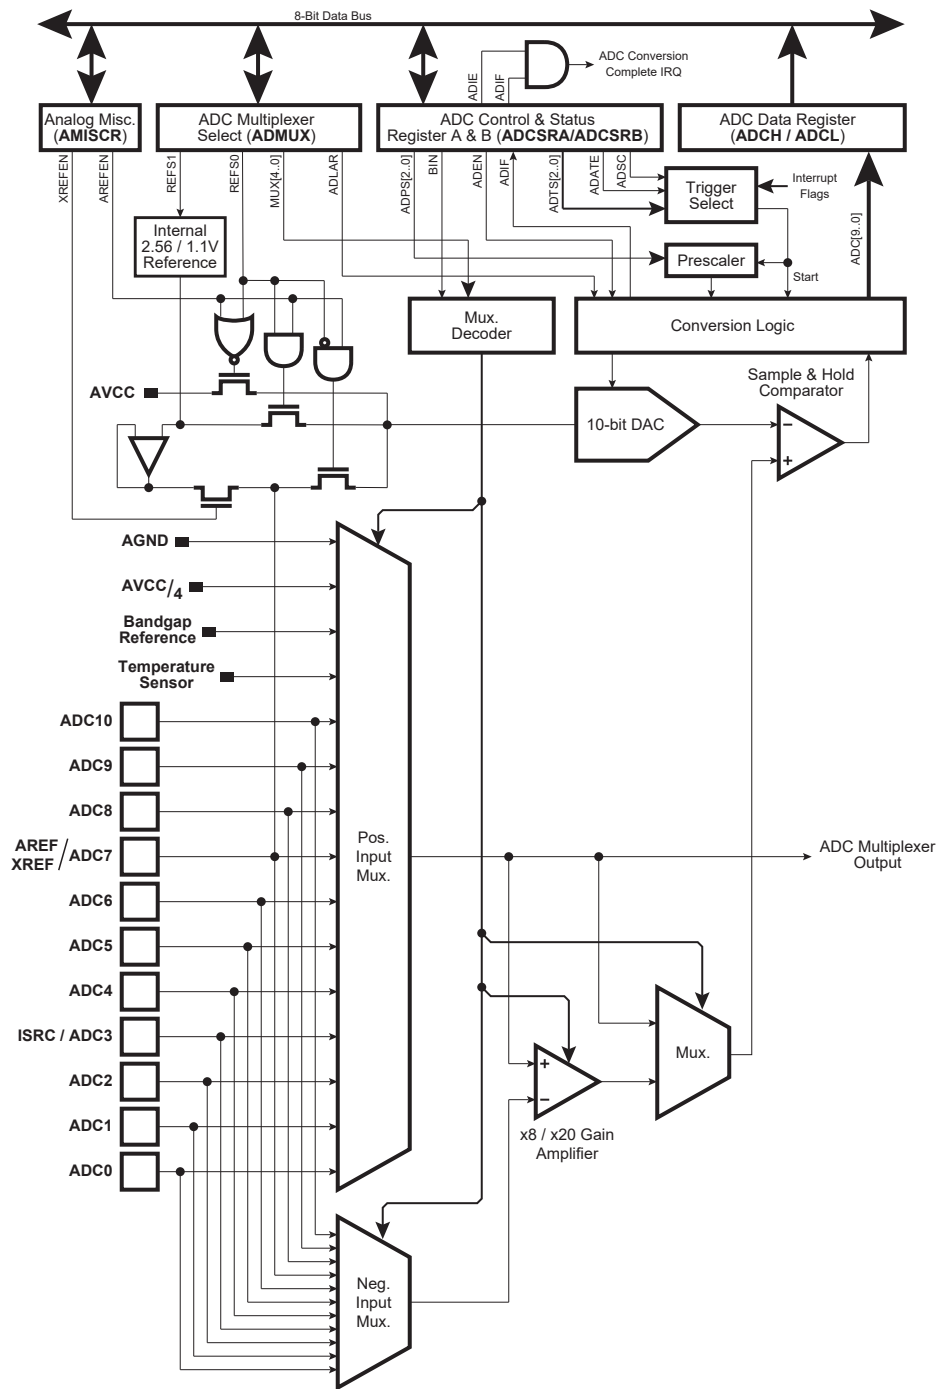 8-Bit Data Bus
ADC Conversion
Complete IRQ
ADIE
ADIF
Analog Misc.
(AMISCR)
ADC Multiplexer
Select (ADMUX)
ADC Control & Status
Register A & B (ADCSRA/ADCSRB)
ADC Data Register
(ADCH / ADCL)
XREFEN
AREFEN
REFS1
REFS0
MUX[4..0]
ADLAR
ADPS[2..0]
BIN
ADEN
ADIF
ADTS[2..0]
ADATE
ADSC
Trigger
Select
Interrupt
Flags
ADC[9..0]
Internal
2.56 / 1.1V
Reference
Prescaler
Start
Mux.
Decoder
Conversion Logic
Sample & Hold
Comparator
AVCC
10-bit DAC
−
+
AGND
AVCC/4
Bandgap
Reference
Temperature
Sensor
ADC10
ADC9
ADC8
AREF
XREF / ADC7
ADC6
ADC5
ADC4
ISRC / ADC3
ADC2
ADC1
ADC0
Pos.
Input
Mux.
ADC Multiplexer
Output
Mux.
+
−
x8 / x20 Gain
Amplifier
Neg.
Input
Mux.